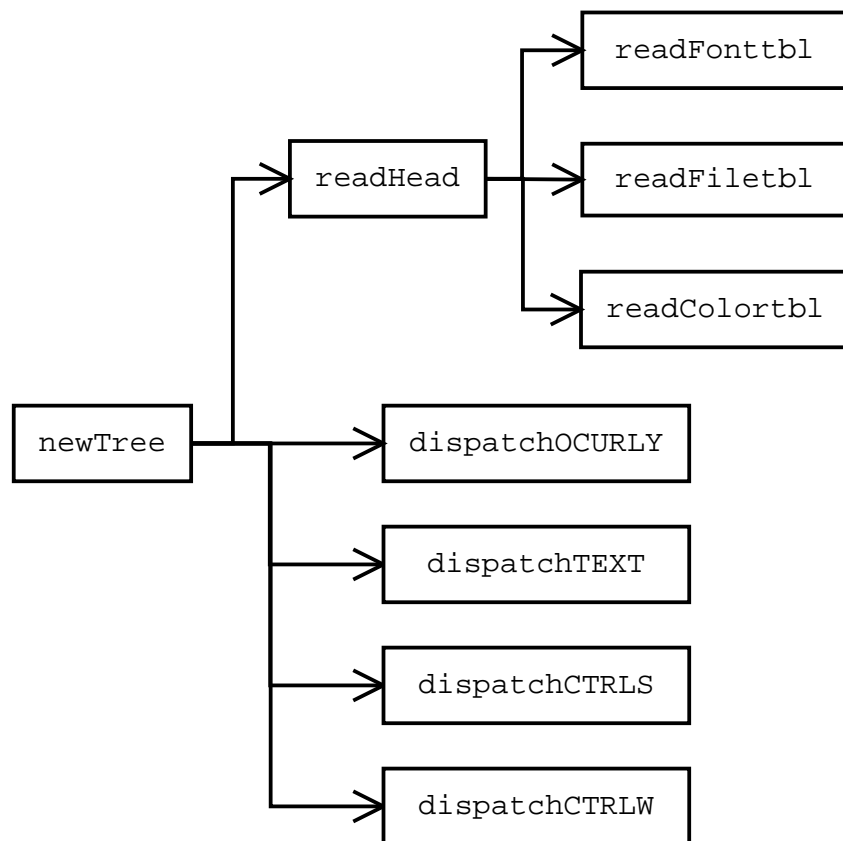 readFonttbl
readHead
readFiletbl
readColortbl
newTree
dispatchOCURLY
dispatchTEXT
dispatchCTRLS
dispatchCTRLW